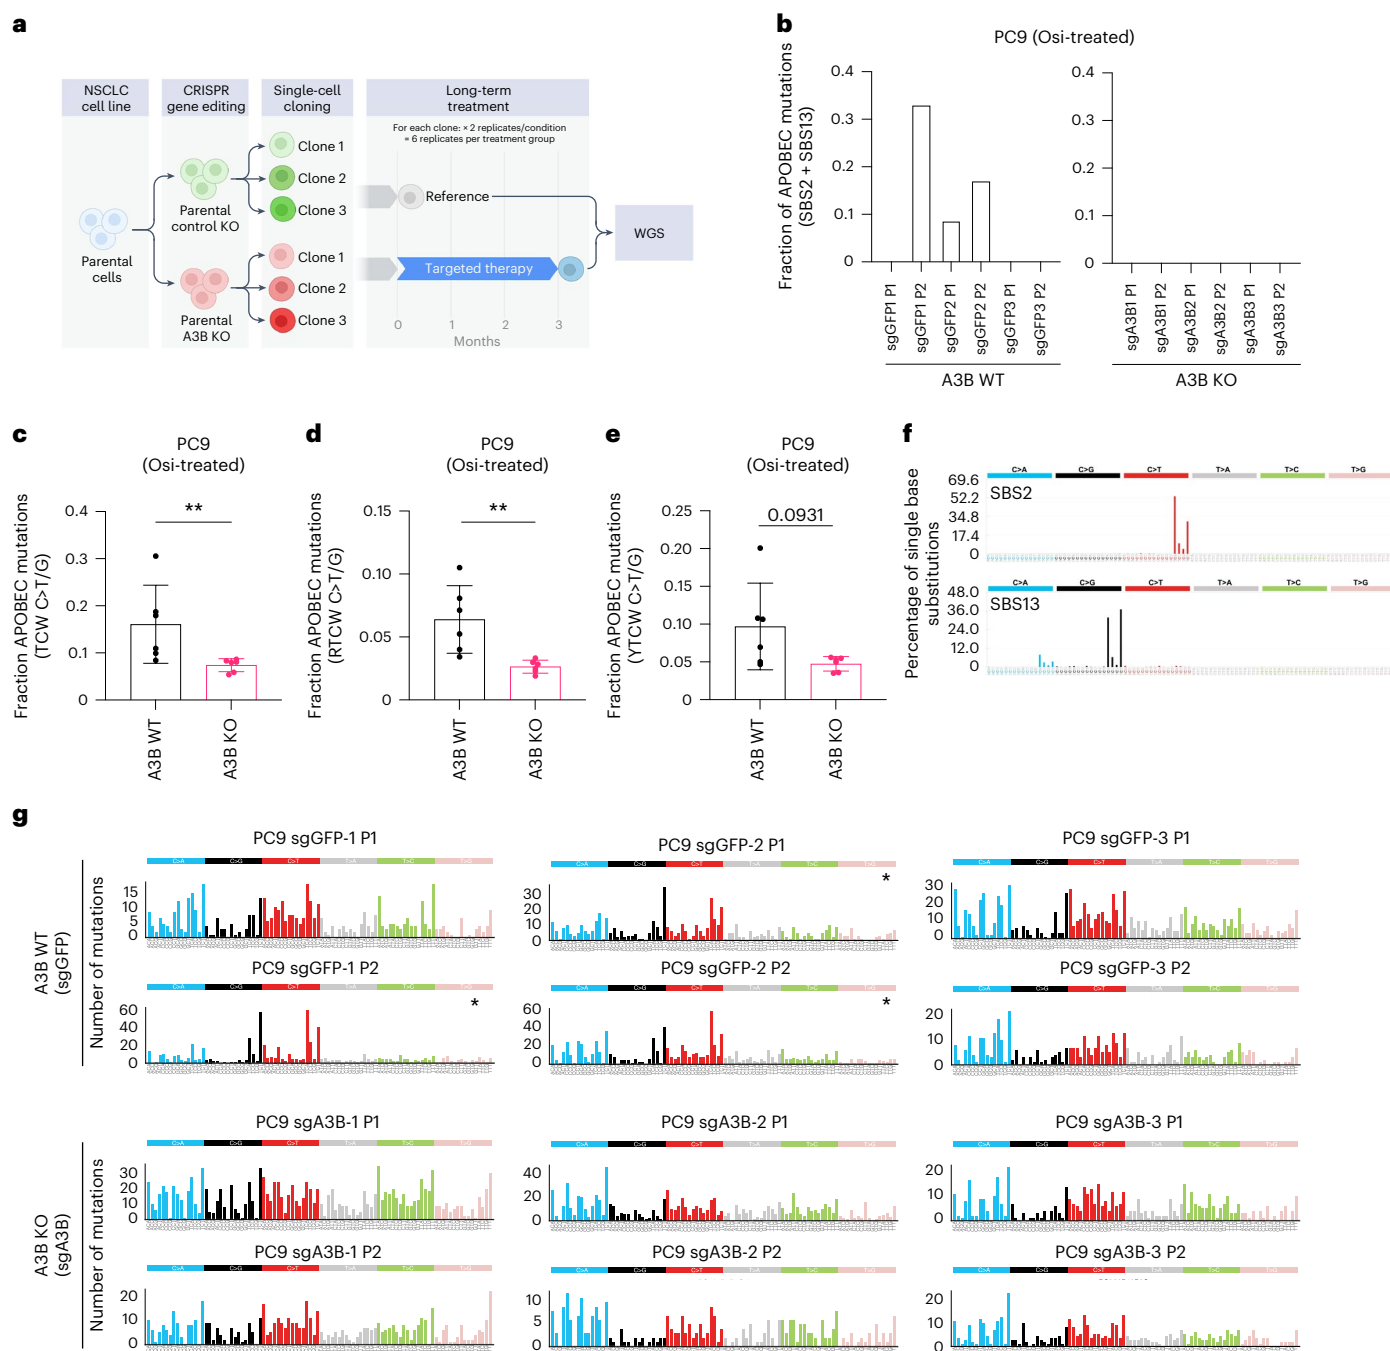 a
NSCLC
cell line
CRISPR
gene editing
Single-cell
cloning
Long-term
treatment
For each clone: × 2 replicates/condition
= 6 replicates per treatment group
Clone 1
Clone 2
Clone 3
Parental
control KO
Reference
WGS
Parental
cells
Clone 1
Clone 2
Clone 3
Targeted therapy
Parental
A3B KO
0
1
2
3
Months
b
PC9 (Osi-treated)
Fraction of APOBEC mutations
(SBS2 + SBS13)
0.4
0.3
0.2
0.1
0
sgGFP1 P1
sgGFP1 P2
sgGFP2 P1
sgGFP2 P2
sgGFP3 P1
sgGFP3 P2
A3B WT
0.4
0.3
0.2
0.1
0
sgA3B1 P1
sgA3B1 P2
sgA3B2 P1
sgA3B2 P2
sgA3B3 P1
sgA3B3 P2
A3B KO
c
PC9
(Osi-treated)
Fraction APOBEC mutations
(TCW C>T/G)
0.4
0.3
0.2
0.1
0
**
A3B WT
A3B KO
d
PC9
(Osi-treated)
Fraction APOBEC mutations
(RTCW C>T/G)
0.15
0.10
0.05
0
**
A3B WT
A3B KO
e
PC9
(Osi-treated)
Fraction APOBEC mutations
(YTCW C>T/G)
0.25
0.20
0.15
0.10
0.05
0
0.0931
A3B WT
A3B KO
f
Percentage of single base
substitutions
C>A C>G C>T T>A T>C T>G
69.6
52.2
34.8
17.4
0
SBS2
C>A C>G C>T T>A T>C T>G
48.0
36.0
24.0
12.0
0
SBS13
g
A3B WT
(sgGFP)
Number of mutations
PC9 sgGFP-1 P1
C>A C>G C>T T>A T>C T>G
15
10
5
0
PC9 sgGFP-2 P1
C>A C>G C>T T>A T>C T>G
*
30
20
10
0
PC9 sgGFP-3 P1
C>A C>G C>T T>A T>C T>G
30
20
10
0
PC9 sgGFP-1 P2
C>A C>G C>T T>A T>C T>G
*
60
40
20
0
PC9 sgGFP-2 P2
C>A C>G C>T T>A T>C T>G
*
60
40
20
0
PC9 sgGFP-3 P2
C>A C>G C>T T>A T>C T>G
20
10
0
A3B KO
(sgA3B)
Number of mutations
PC9 sgA3B-1 P1
C>A C>G C>T T>A T>C T>G
30
20
10
0
PC9 sgA3B-2 P1
C>A C>G C>T T>A T>C T>G
40
20
0
PC9 sgA3B-3 P1
C>A C>G C>T T>A T>C T>G
20
10
0
PC9 sgA3B-1 P2
C>A C>G C>T T>A T>C T>G
20
10
0
PC9 sgA3B-2 P2
C>A C>G C>T T>A T>C T>G
10
5
0
PC9 sgA3B-3 P2
C>A C>G C>T T>A T>C T>G
20
10
0